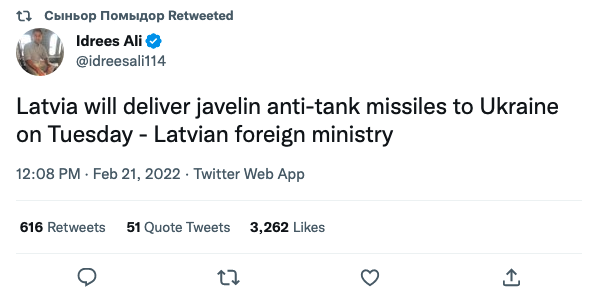 Сыньор Помыдор Retweeted
Idrees Ali
@idreesali114
Latvia will deliver javelin anti-tank missiles to Ukraine
on Tuesday - Latvian foreign ministry
12:08 PM · Feb 21, 2022 · Twitter Web App
616 Retweets 51 Quote Tweets 3,262 Likes